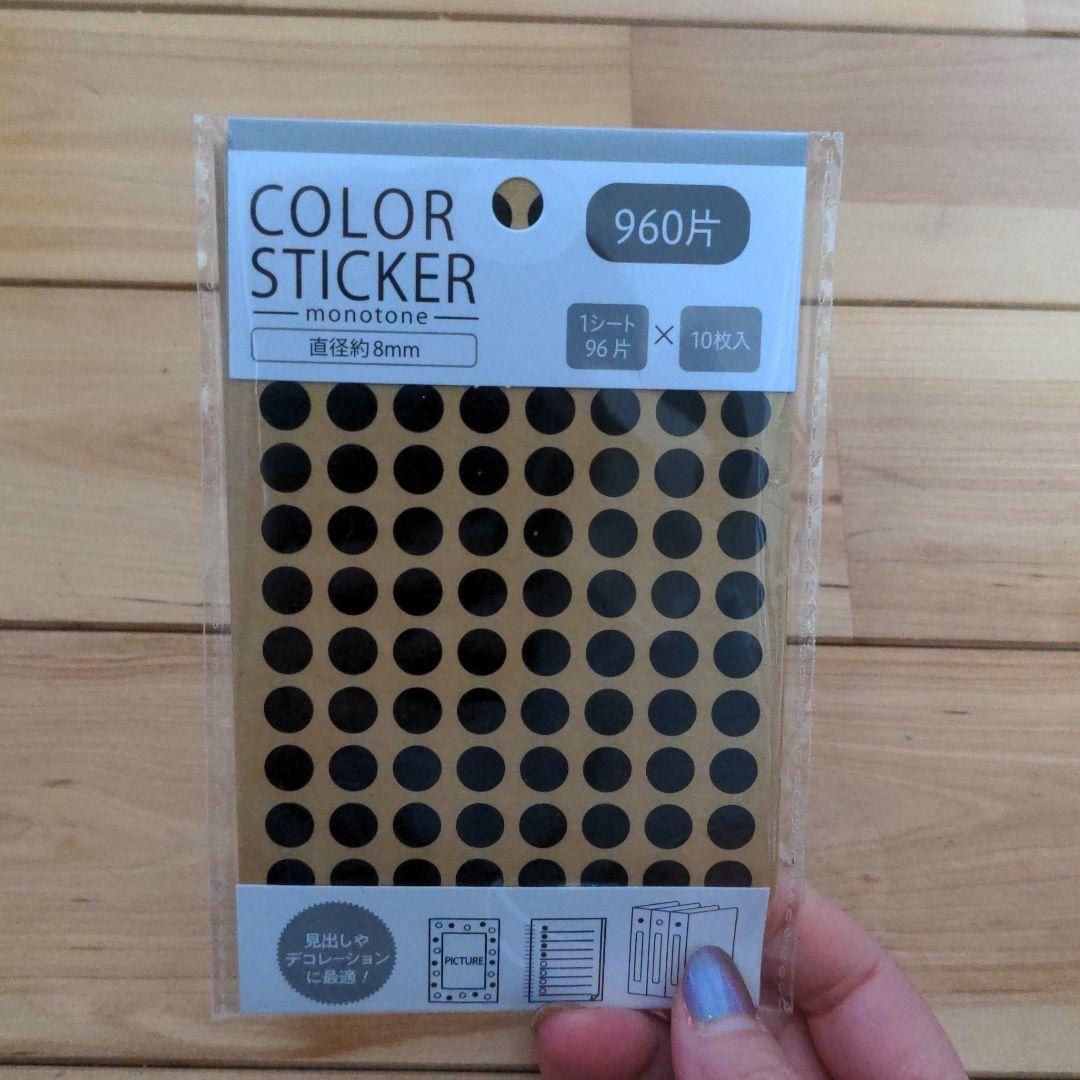 COLOR
STICKER
monotone
直径約8mm
960片
1シート
96片
×
10枚入
見出しや
デコレーション
に最適!
PICTURE